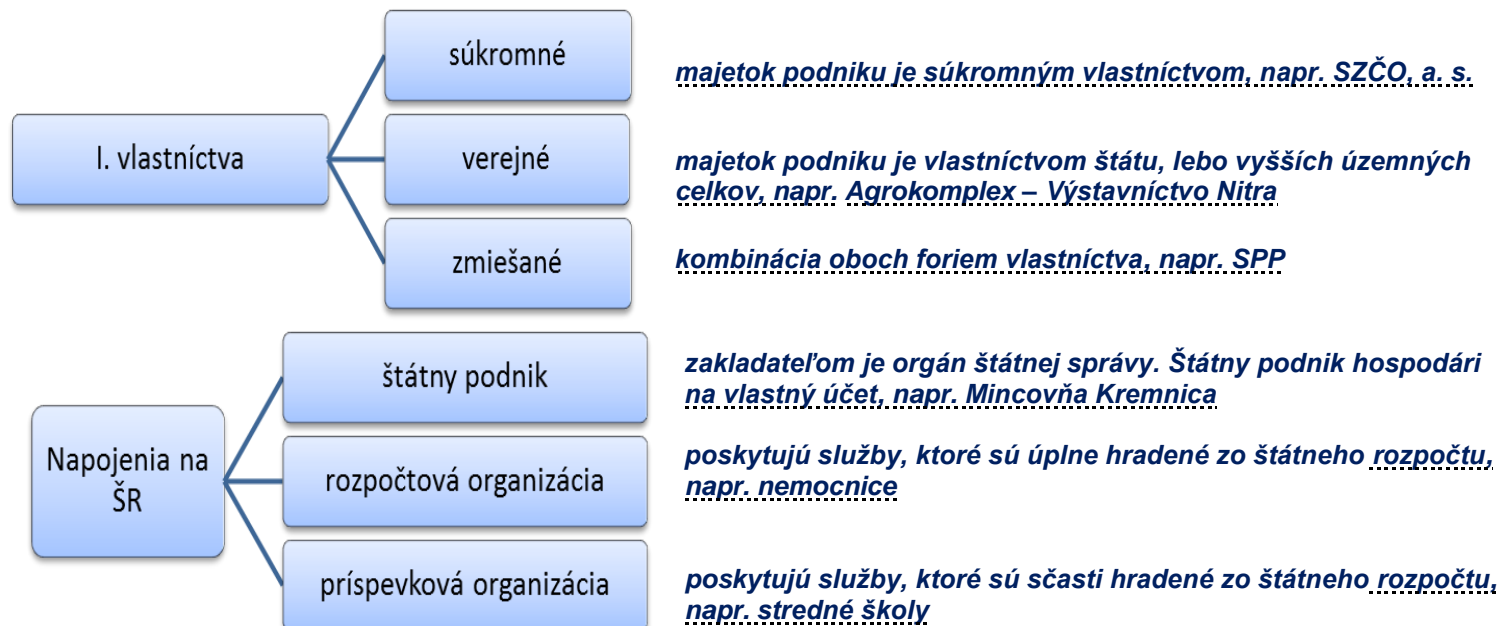 I. vlastníctva
súkromné
majetok podniku je súkromným vlastníctvom, napr. SZČO, a. s.
verejné
majetok podniku je vlastníctvom štátu, lebo vyšších územných
celkov, napr. Agrokomplex – Výstavníctvo Nitra
zmiešané
kombinácia oboch foriem vlastníctva, napr. SPP
Napojenia na
ŠR
štátny podnik
zakladateľom je orgán štátnej správy. Štátny podnik hospodári
na vlastný účet, napr. Mincovňa Kremnica
rozpočtová organizácia
poskytujú služby, ktoré sú úplne hradené zo štátneho rozpočtu,
napr. nemocnice
príspevková organizácia
poskytujú služby, ktoré sú sčasti hradené zo štátneho rozpočtu,
napr. stredné školy